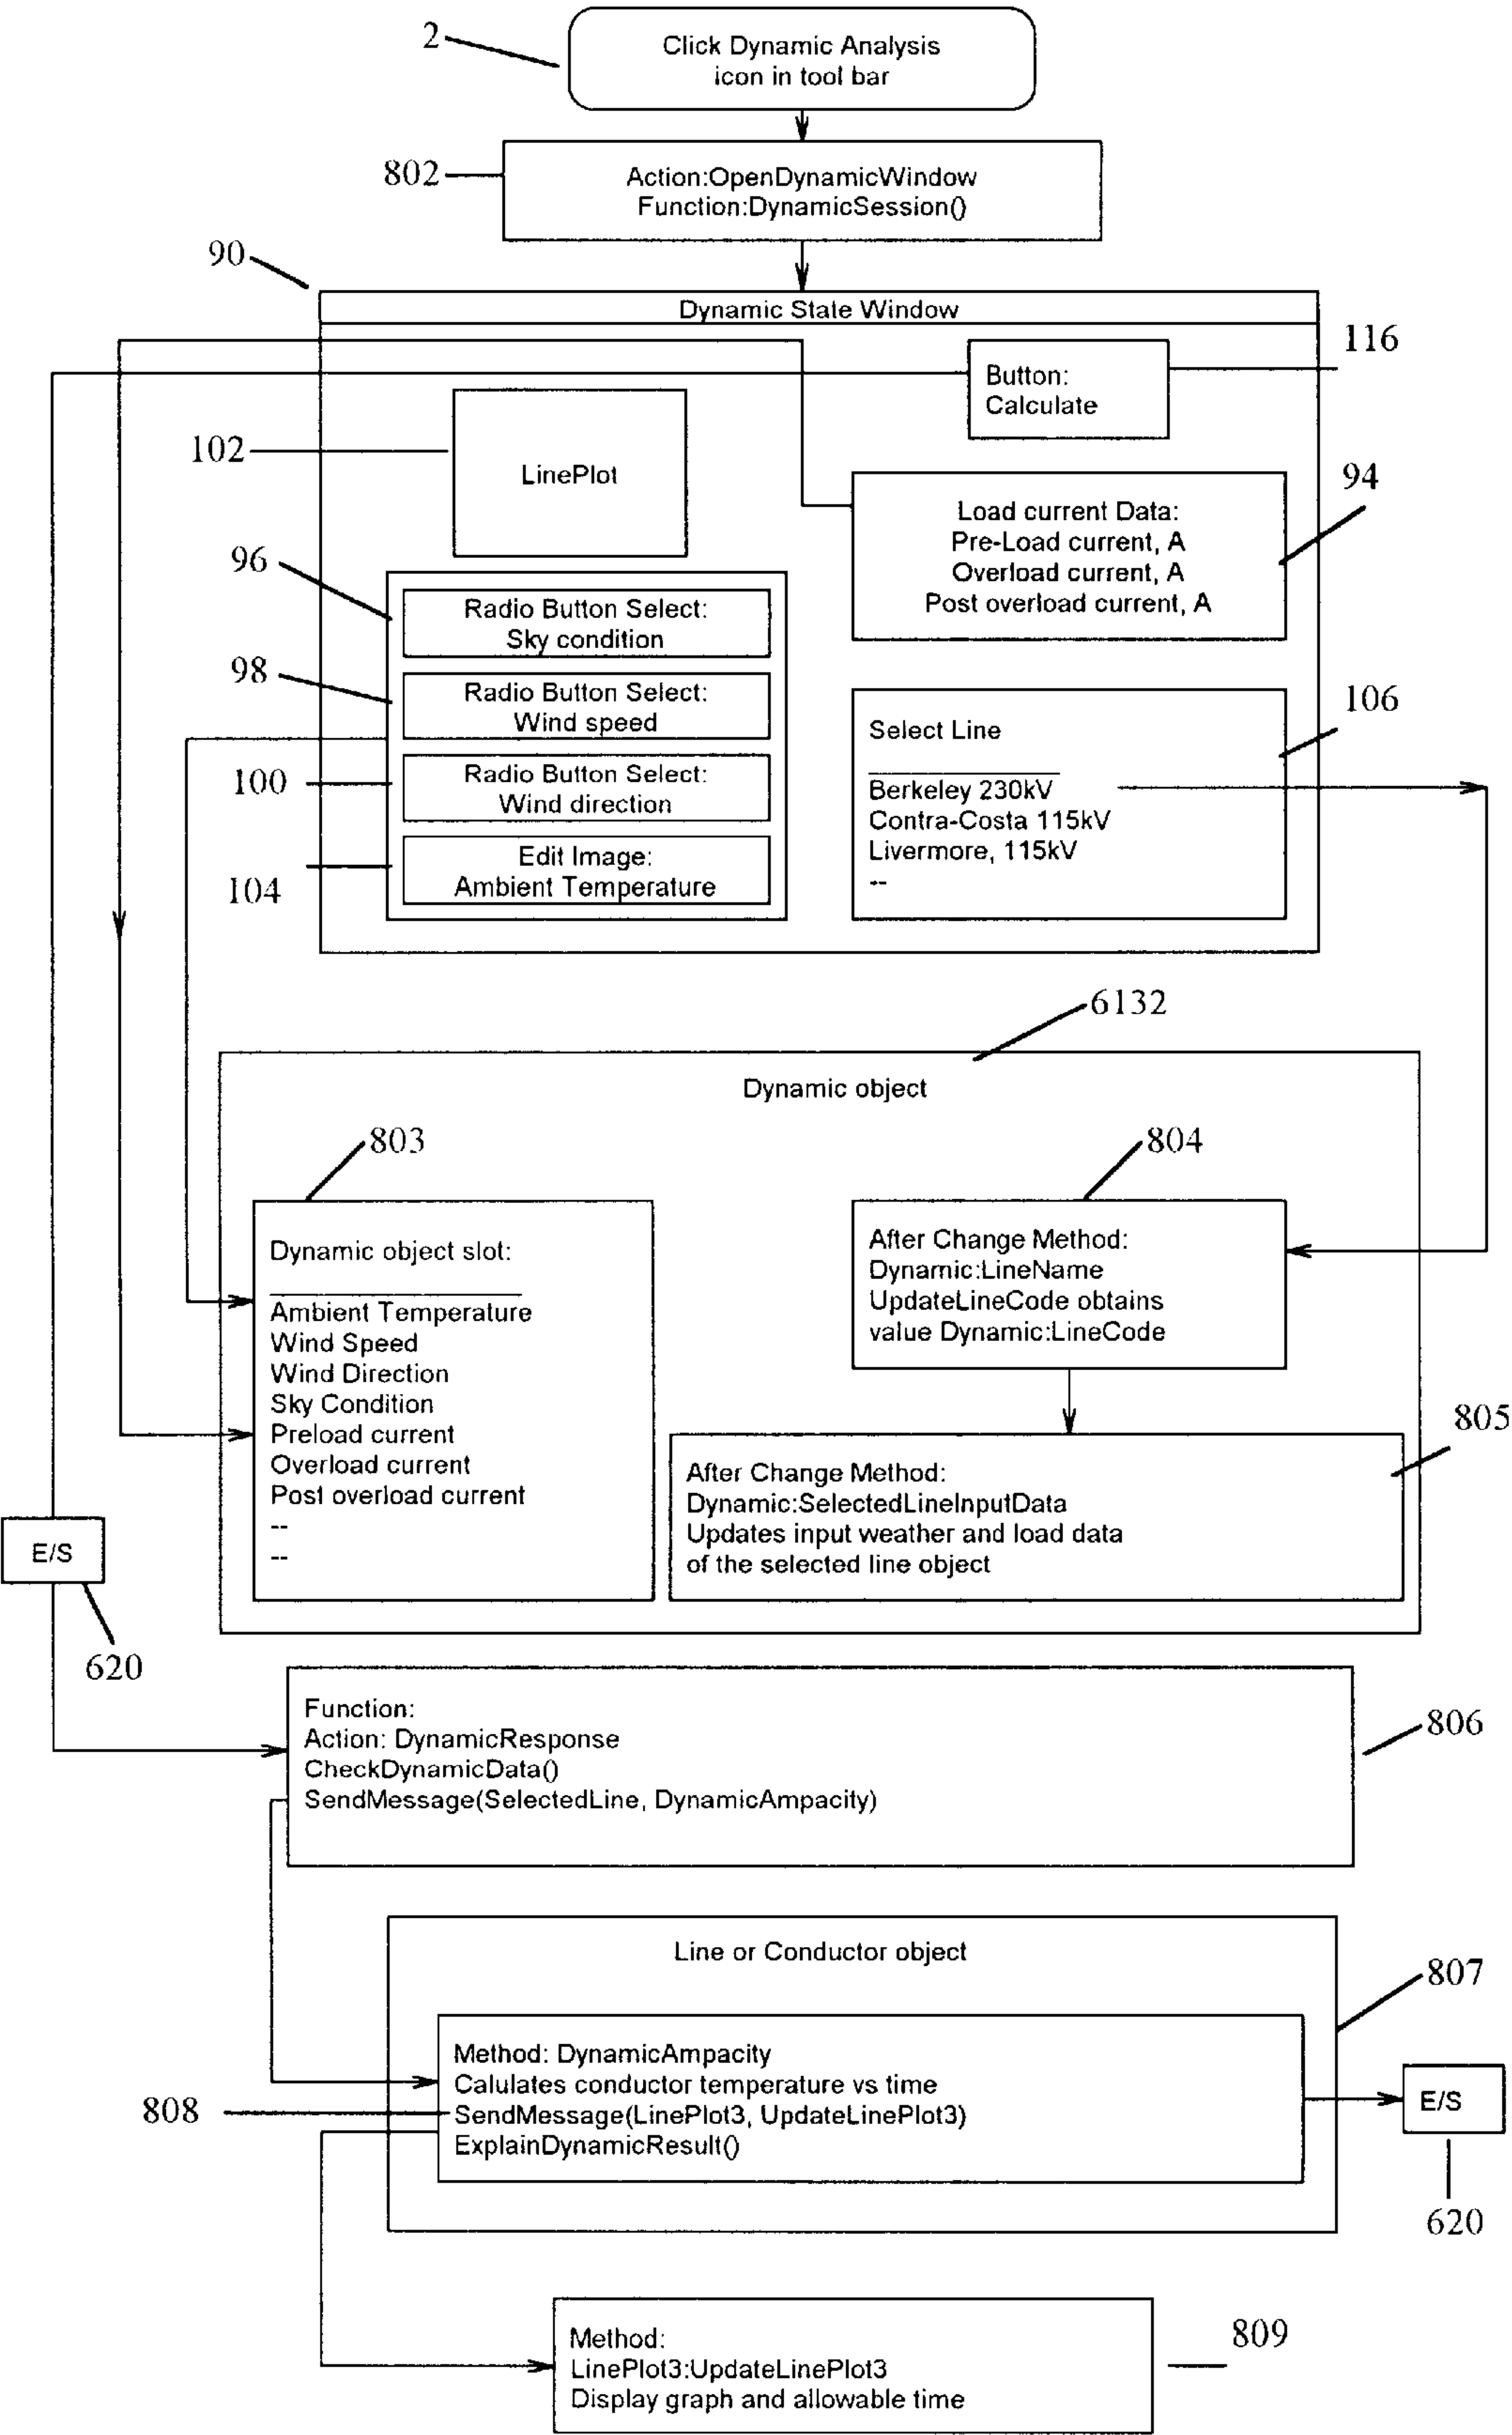 2
Click Dynamic Analysis
icon in tool bar
802
Action:OpenDynamicWindow
Function:DynamicSession()
90
Dynamic State Window
116
Button:
Calculate
102
LinePlot
94
Load current Data:
Pre-Load current, A
Overload current, A
Post overload current, A
96
Radio Button Select:
Sky condition
98
Radio Button Select:
Wind speed
100
Radio Button Select:
Wind direction
104
Edit Image:
Ambient Temperature
106
Select Line
Berkeley 230kV
Contra-Costa 115kV
Livermore, 115kV
--
6132
Dynamic object
803
Dynamic object slot:
Ambient Temperature
Wind Speed
Wind Direction
Sky Condition
Preload current
Overload current
Post overload current
--
--
804
After Change Method:
Dynamic:LineName
UpdateLineCode obtains
value Dynamic:LineCode
805
After Change Method:
Dynamic:SelectedLineInputData
Updates input weather and load data
of the selected line object
E/S
620
Function:
Action: DynamicResponse
CheckDynamicData()
SendMessage(SelectedLine, DynamicAmpacity)
806
Line or Conductor object
807
Method: DynamicAmpacity
Calulates conductor temperature vs time
SendMessage(LinePlot3, UpdateLinePlot3)
ExplainDynamicResult()
808
E/S
620
Method:
LinePlot3:UpdateLinePlot3
Display graph and allowable time
809